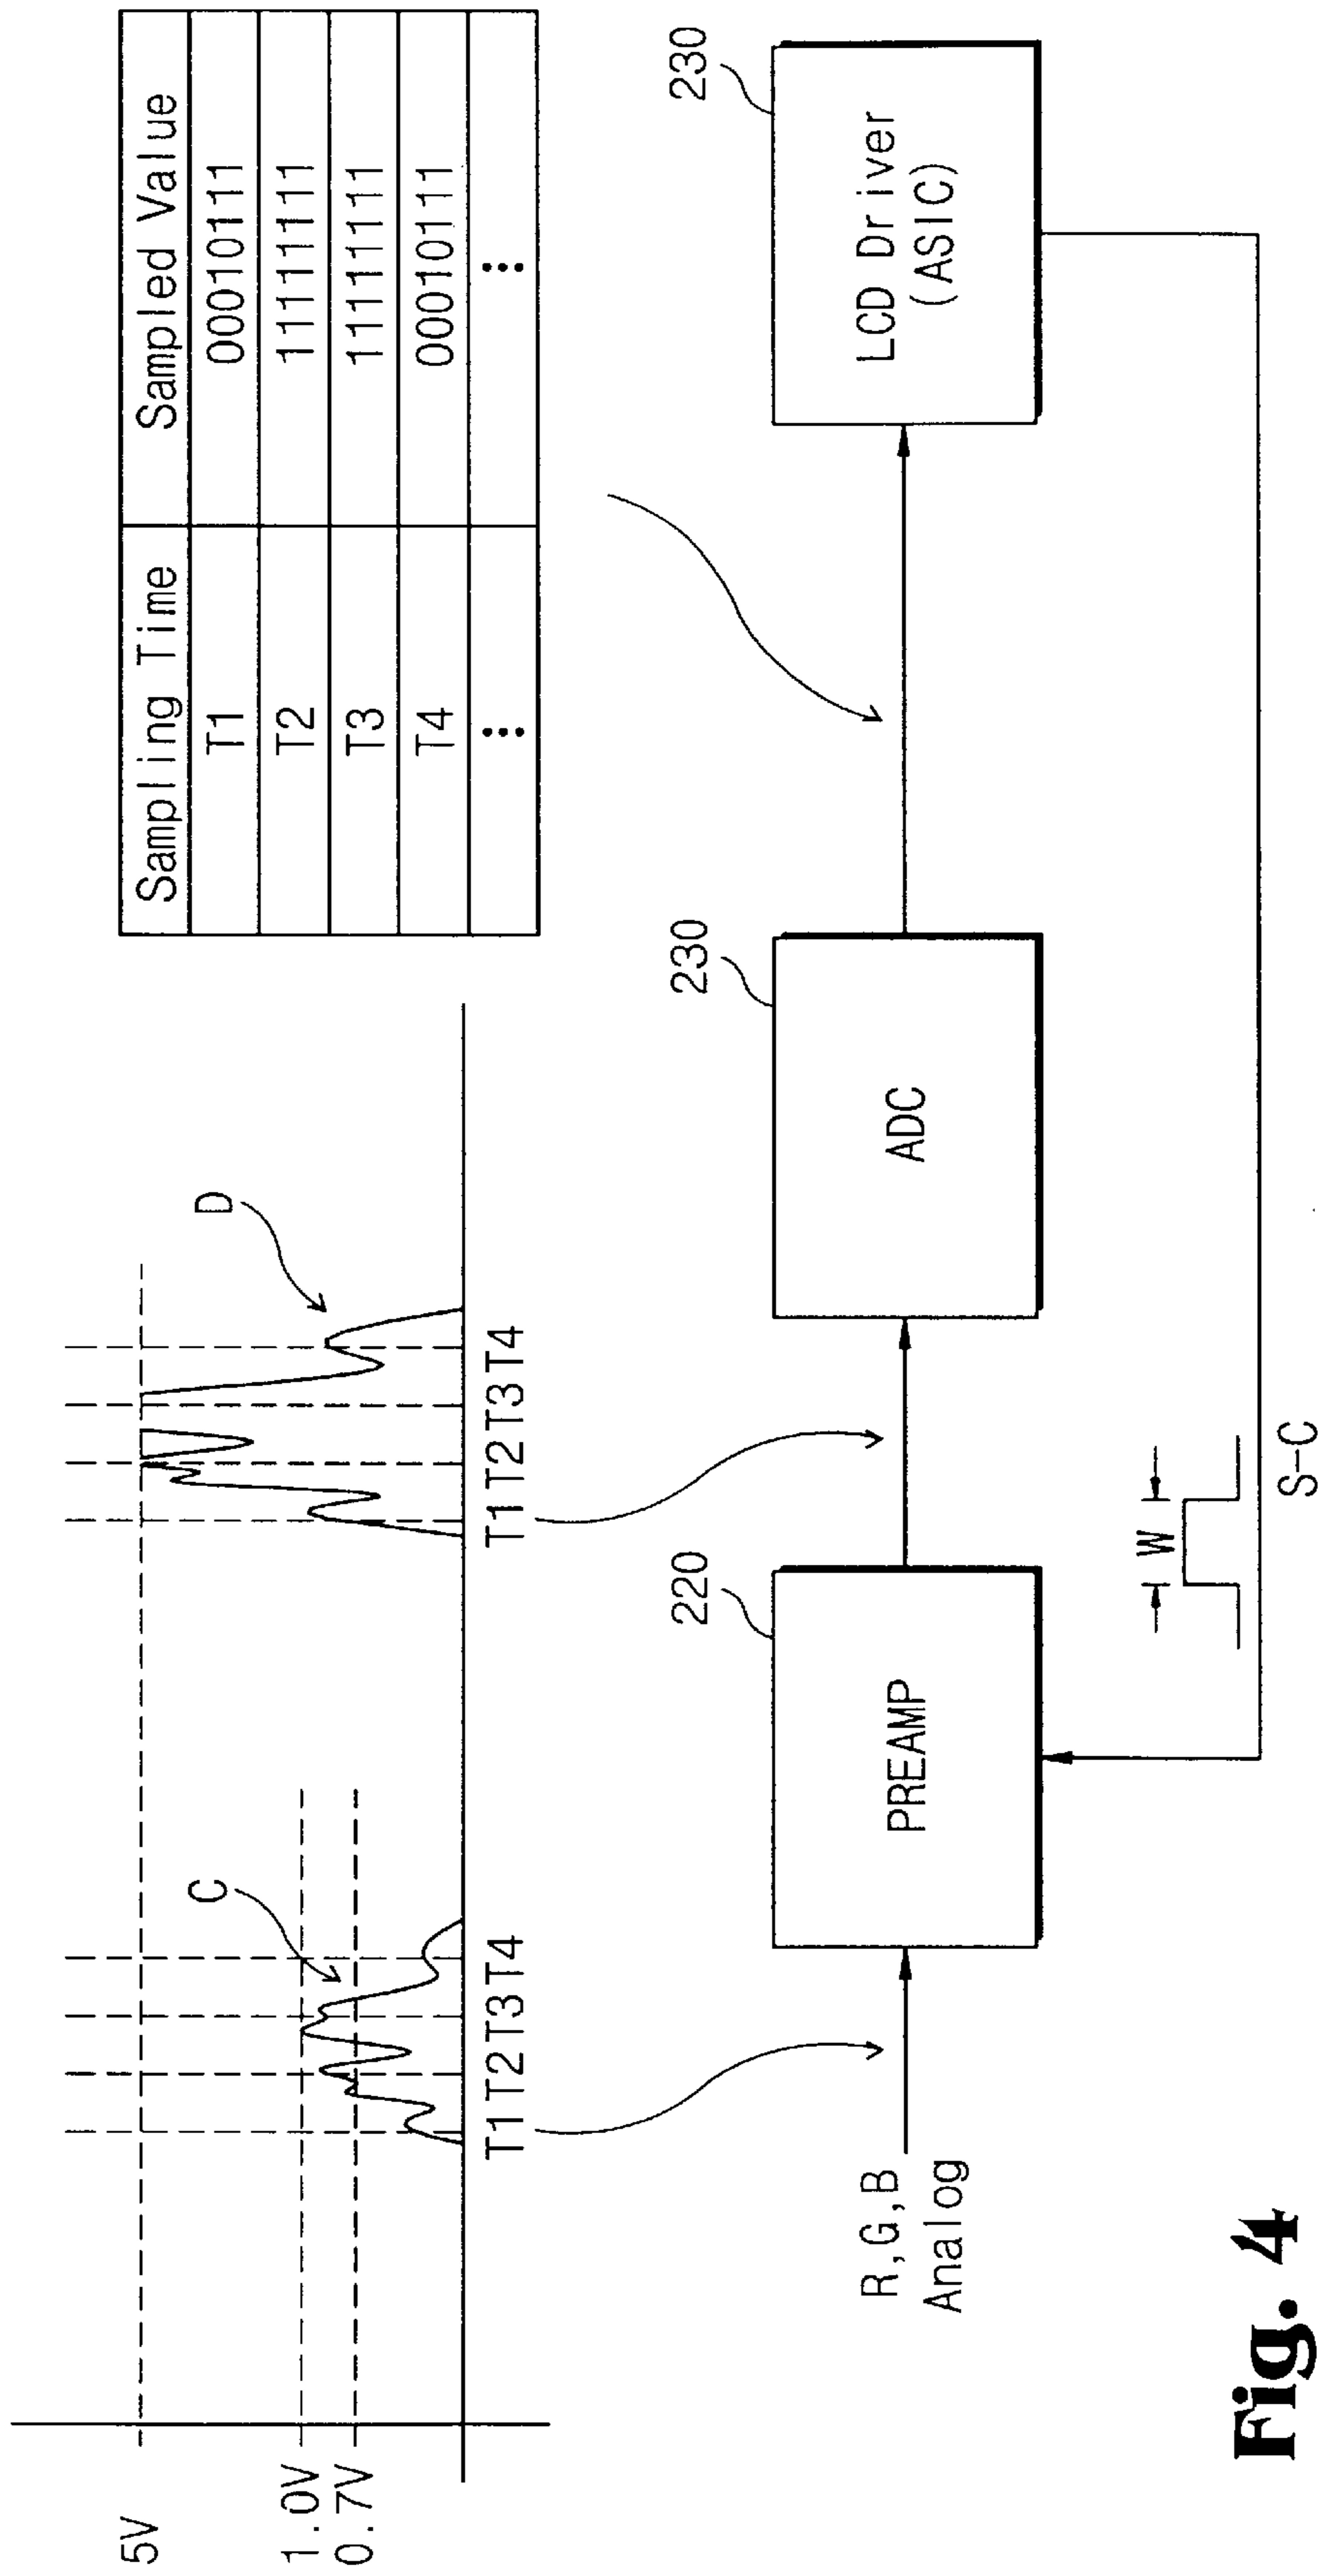 5V
1.0V
0.7V
C
D
T1 T2 T3 T4
T1 T2 T3 T4
Sampling Time Sampled Value
T1 00010111
T2 11111111
T3 11111111
T4 00010111
⋮ ⋮
R,G,B
Analog
220
PREAMP
230
ADC
230
LCD Driver
(ASIC)
W
S-C
Fig. 4